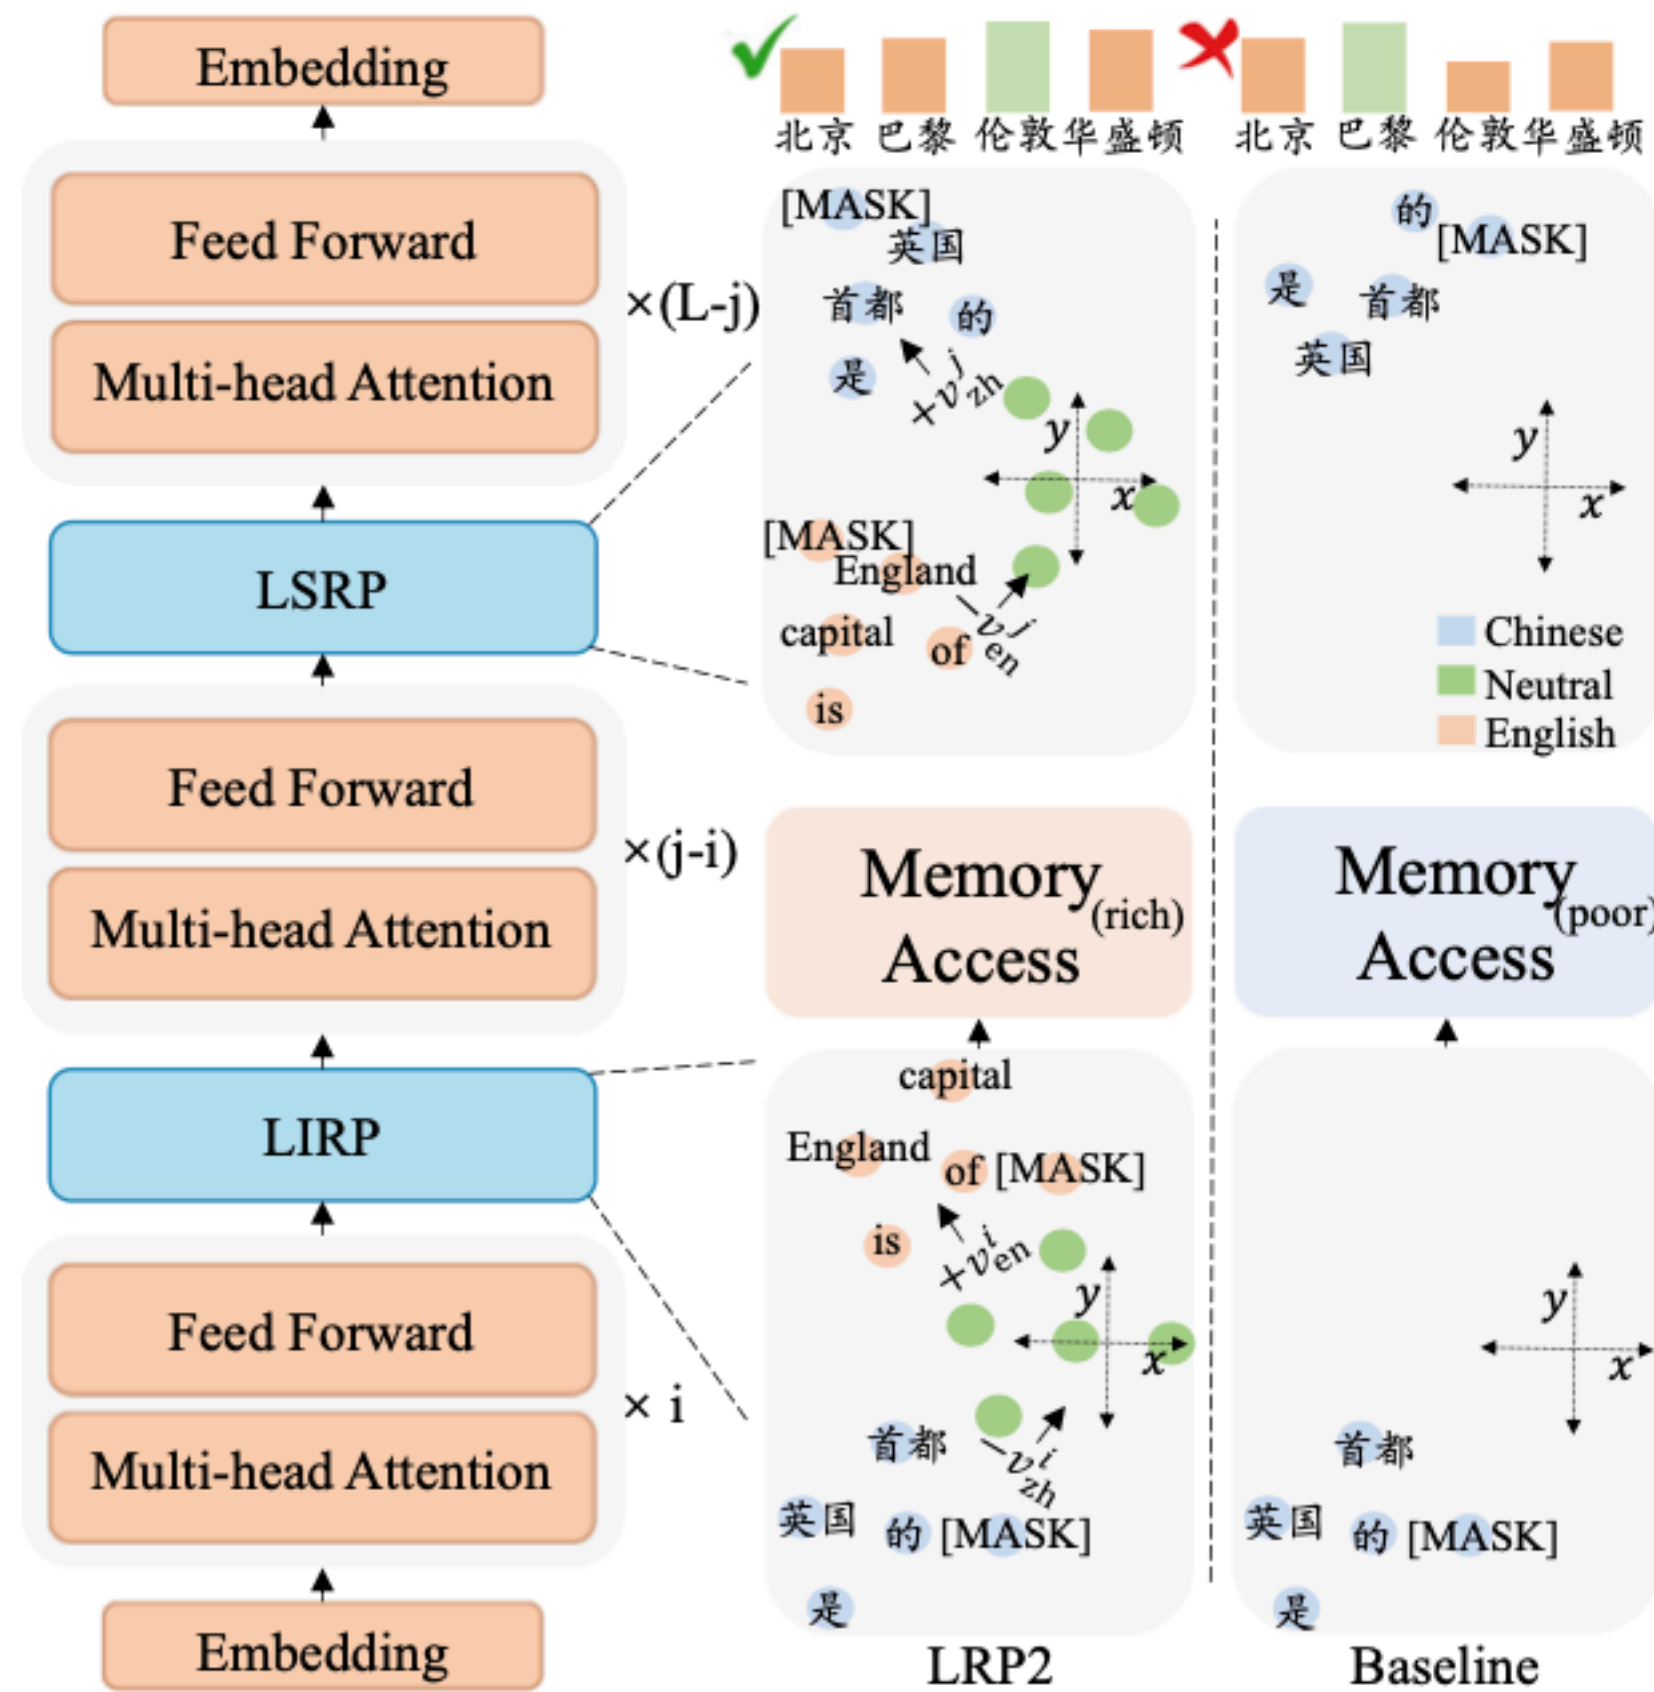 Embedding
Feed Forward
Multi-head Attention
×(L-j)
LSRP
Feed Forward
Multi-head Attention
×(j-i)
LIRP
Feed Forward
Multi-head Attention
× i
Embedding
北京 巴黎 伦敦 华盛顿
[MASK]
英国
首都
的
是
+v^j_zh
y
x
[MASK]
England
capital
of
−v^j_en
is
Memory (rich)
Access
capital
England
of [MASK]
is
+v^i_en
y
x
首都
−v^i_zh
英国
的 [MASK]
是
LRP2
北京 巴黎 伦敦 华盛顿
的
[MASK]
是
首都
英国
y
x
Chinese
Neutral
English
Memory (poor)
Access
y
x
首都
英国
的 [MASK]
是
Baseline